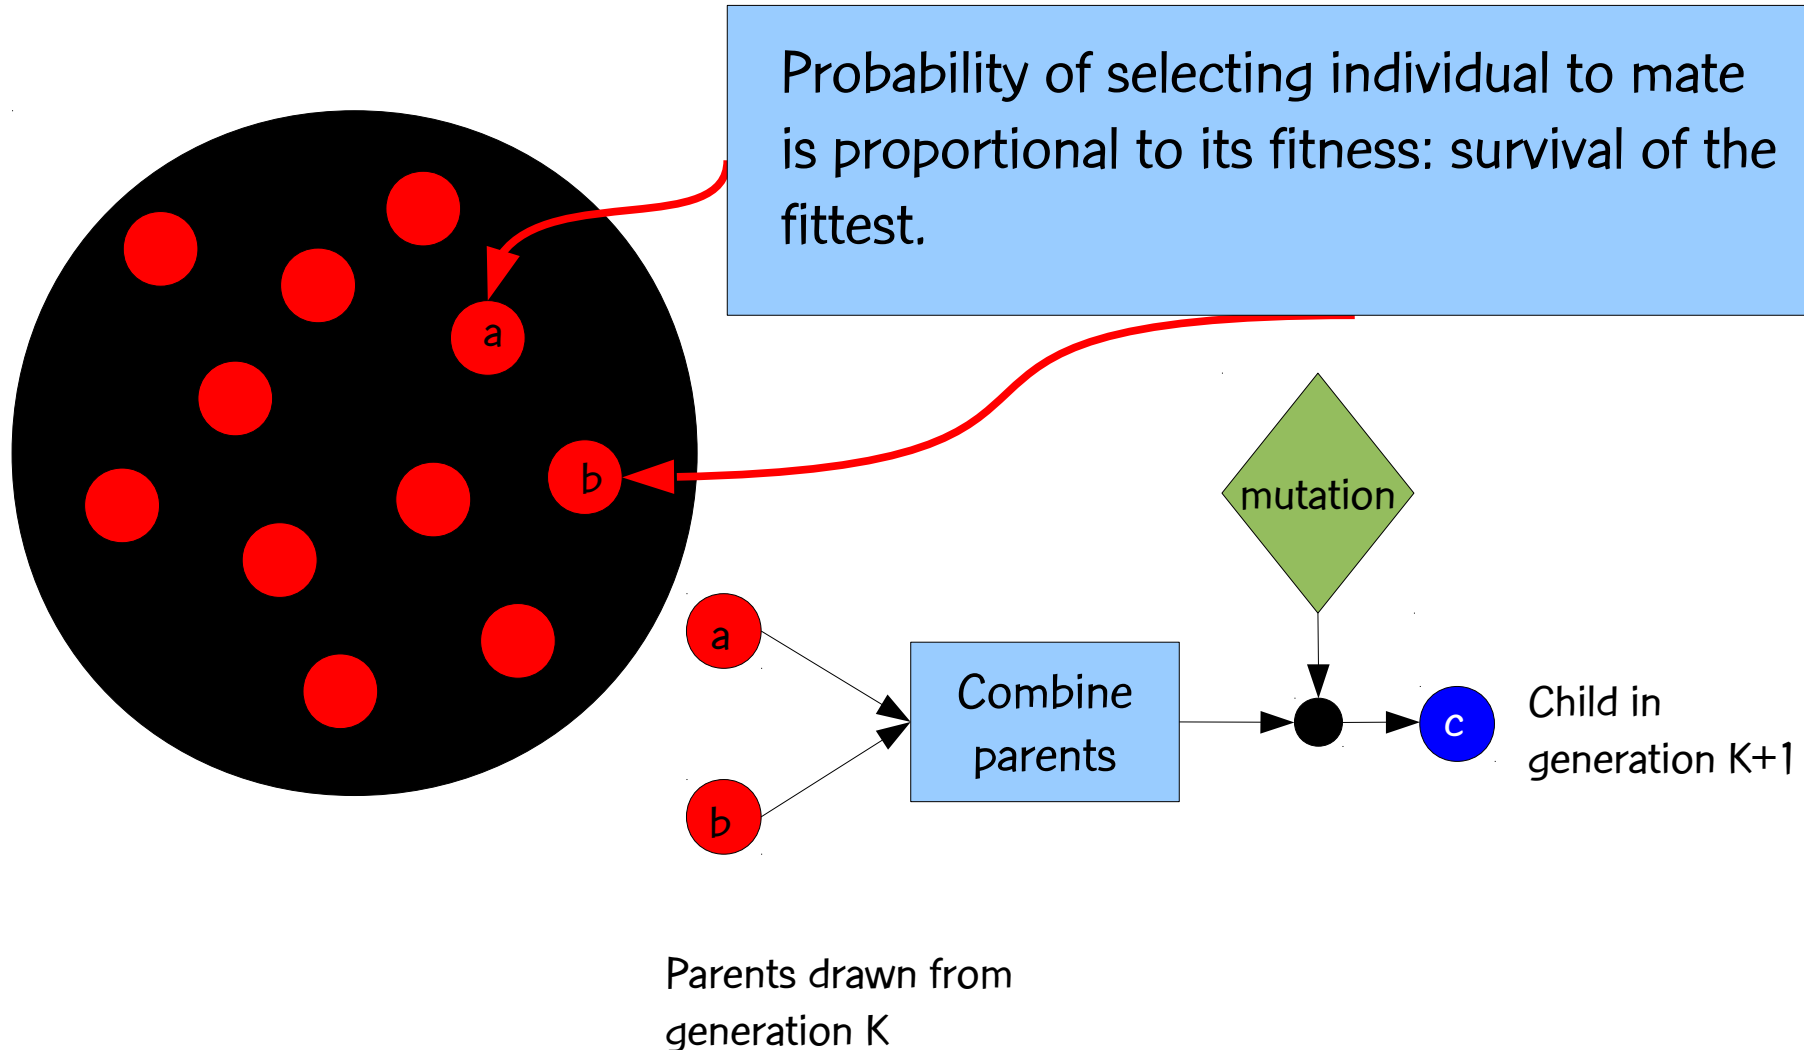 Probability of selecting individual to mate
is proportional to its fitness: survival of the
fittest.
a
b
mutation
a
b
Combine
parents
c
Child in
generation K+1
Parents drawn from
generation K